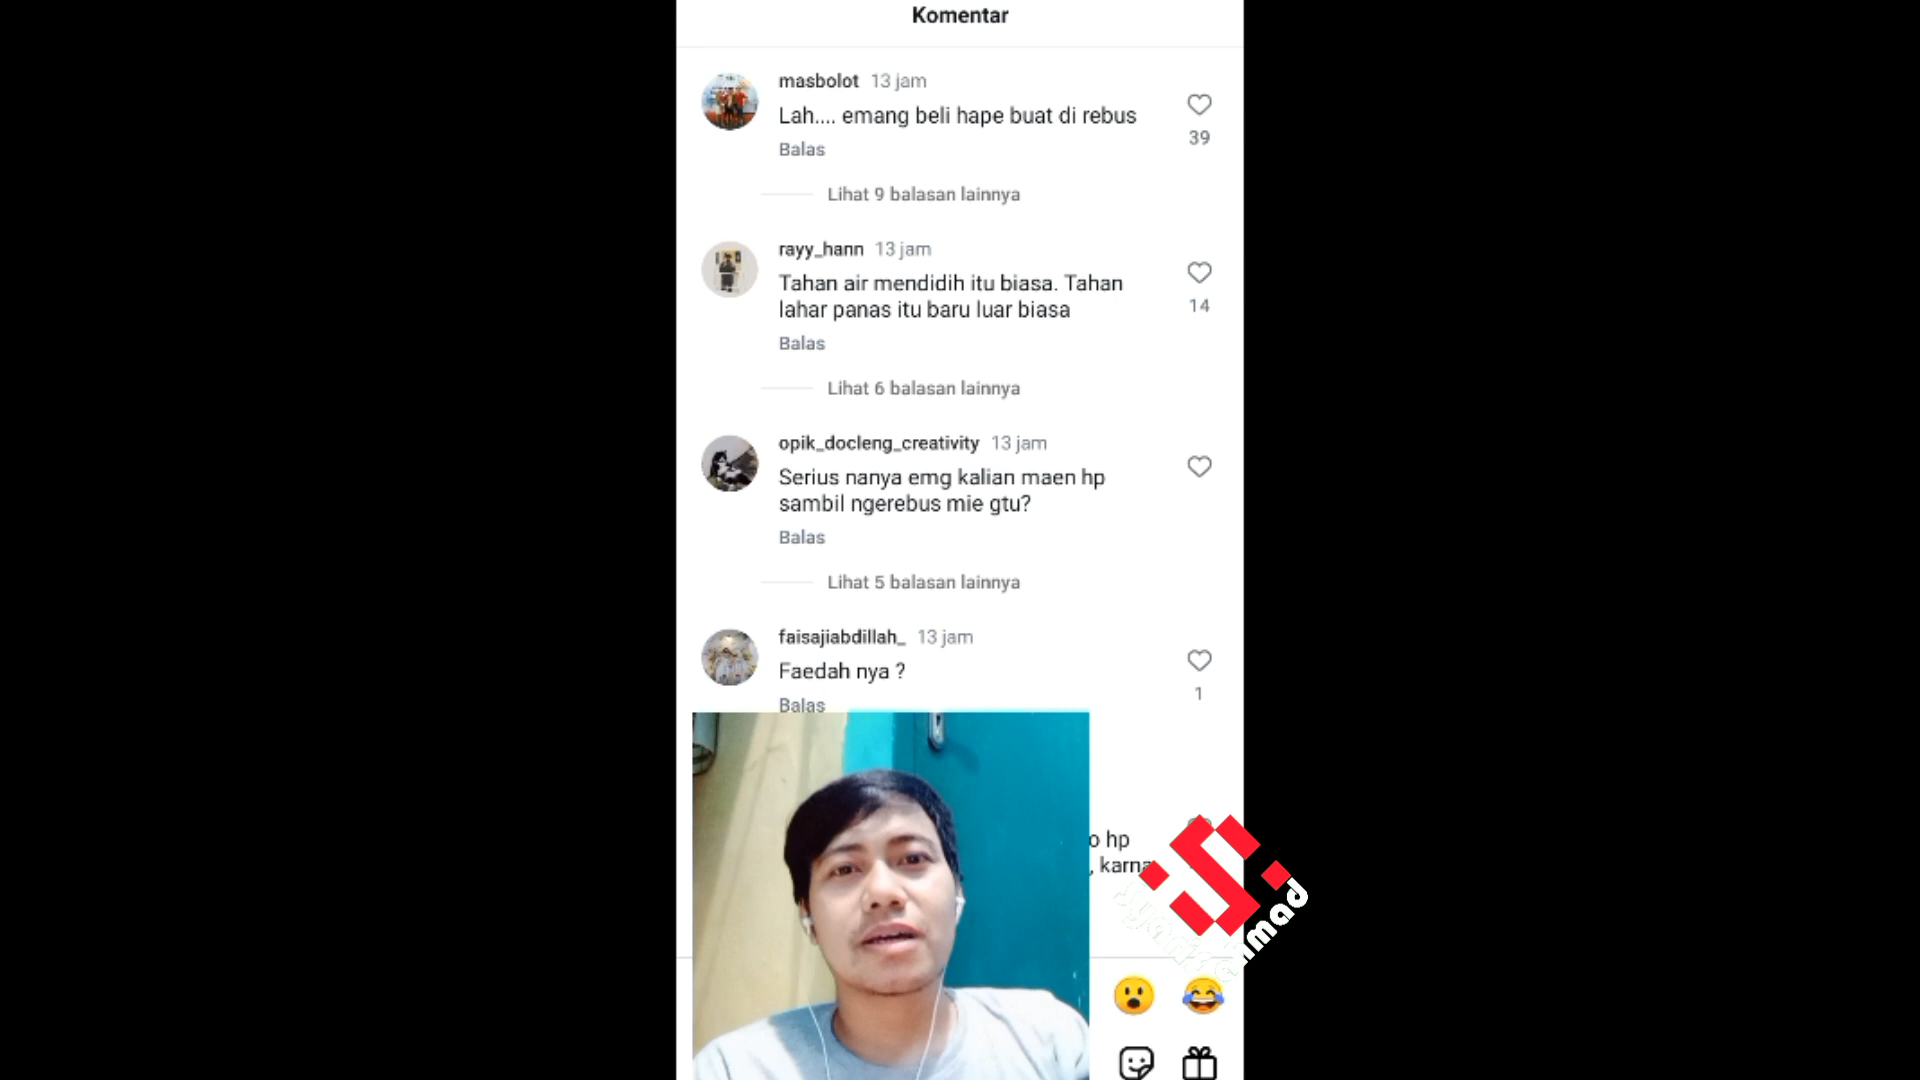 Komentar
masbolot 13 jam
Lah.... emang beli hape buat di rebus
39
Balas
Lihat 9 balasan lainnya
rayy_hann 13 jam
Tahan air mendidih itu biasa. Tahan
lahar panas itu baru luar biasa
14
Balas
Lihat 6 balasan lainnya
opik_docleng_creativity 13 jam
Serius nanya emg kalian maen hp
sambil ngerebus mie gtu?
Balas
Lihat 5 balasan lainnya
faisajiabdillah_ 13 jam
Faedah nya ?
1
Balas
o hp
, karna